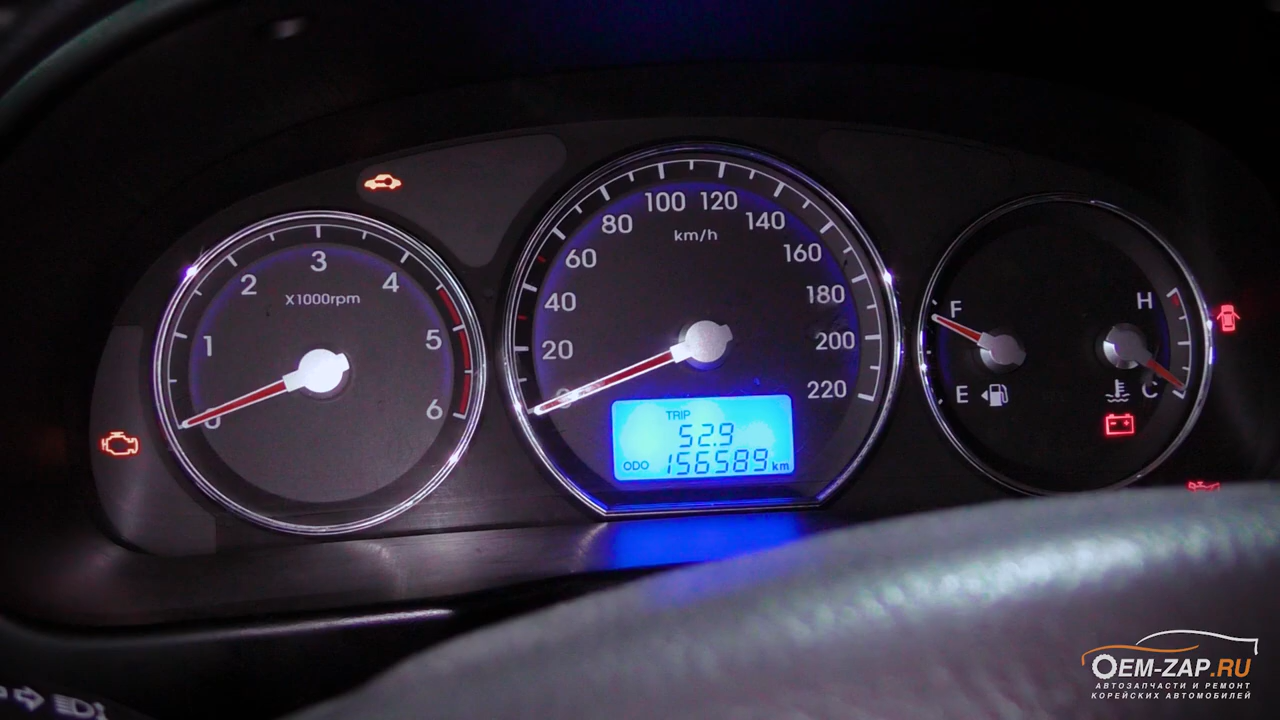 0 1 2 3 4 5 6
X1000rpm
0 20 40 60 80 100 120 140 160 180 200 220
km/h
TRIP
52.9
ODO 156589 km
F
E
H
C
OEM-ZAP.RU
АВТОЗАПЧАСТИ И РЕМОНТ
КОРЕЙСКИХ АВТОМОБИЛЕЙ